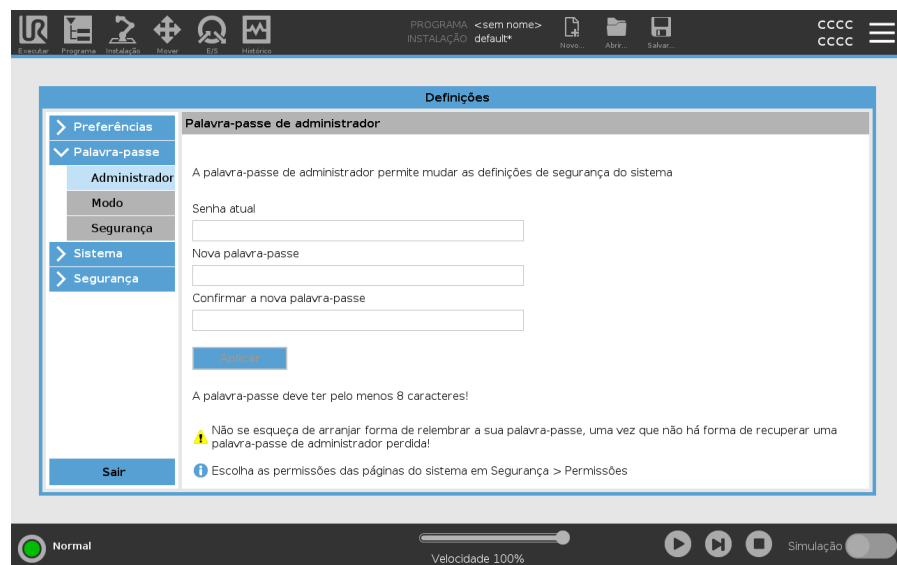 PROGRAMA <sem nome>
INSTALAÇÃO default*
CCCC
CCCC
Executar Programa Instalação Mover E/S Histórico Novo... Abrir... Salvar...
Definições
Preferências
Palavra-passe
Administrador
Modo
Segurança
Sistema
Segurança
Sair
Palavra-passe de administrador
A palavra-passe de administrador permite mudar as definições de segurança do sistema
Senha atual
Nova palavra-passe
Confirmar a nova palavra-passe
Aplicar
A palavra-passe deve ter pelo menos 8 caracteres!
Não se esqueça de arranjar forma de relembrar a sua palavra-passe, uma vez que não há forma de recuperar uma
palavra-passe de administrador perdida!
Escolha as permissões das páginas do sistema em Segurança > Permissões
Normal
Velocidade 100%
Simulação